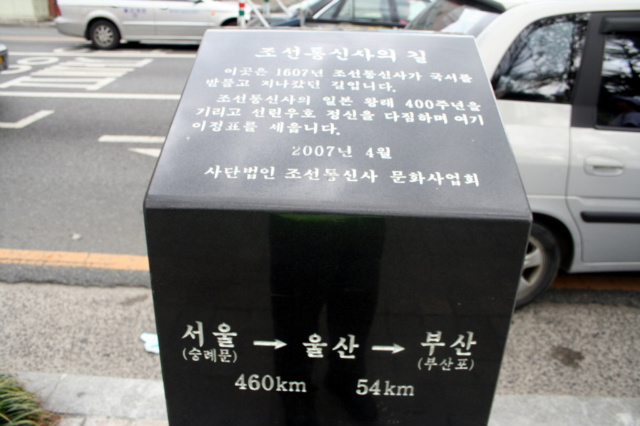 조선통신사의 길
이곳은 1607년 조선통신사가 국서를
받들고 지나갔던 길입니다.
조선통신사의 일본 왕래 400주년을
기리고 선린우호 정신을 다짐하며 여기
이정표를 세웁니다.
2007년 4월
사단법인 조선통신사 문화사업회
서울 → 울산 → 부산
(숭례문) (부산포)
460km 54km